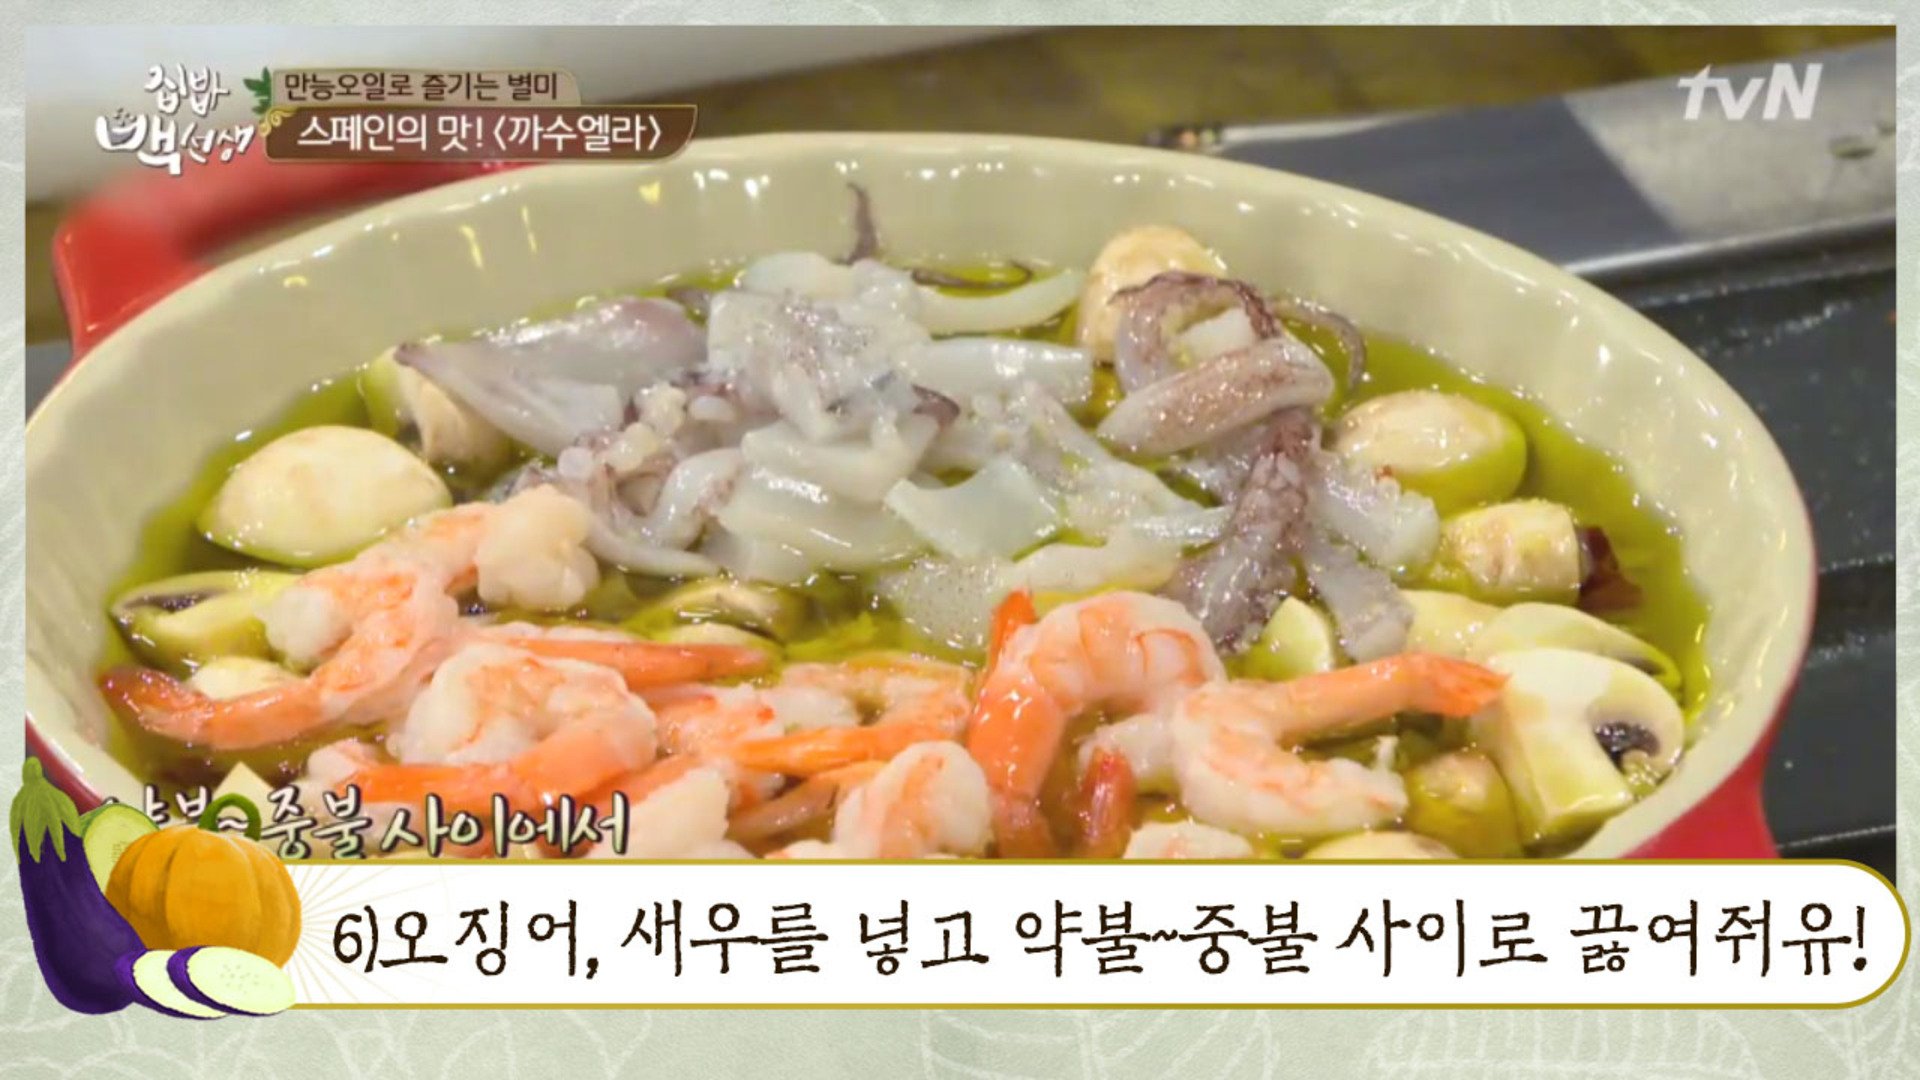 집밥
백선생
만능오일로 즐기는 별미
스페인의 맛! <까수엘라>
tvN
약불~중불 사이에서
6)오징어, 새우를 넣고 약불~중불 사이로 끓여줘유!